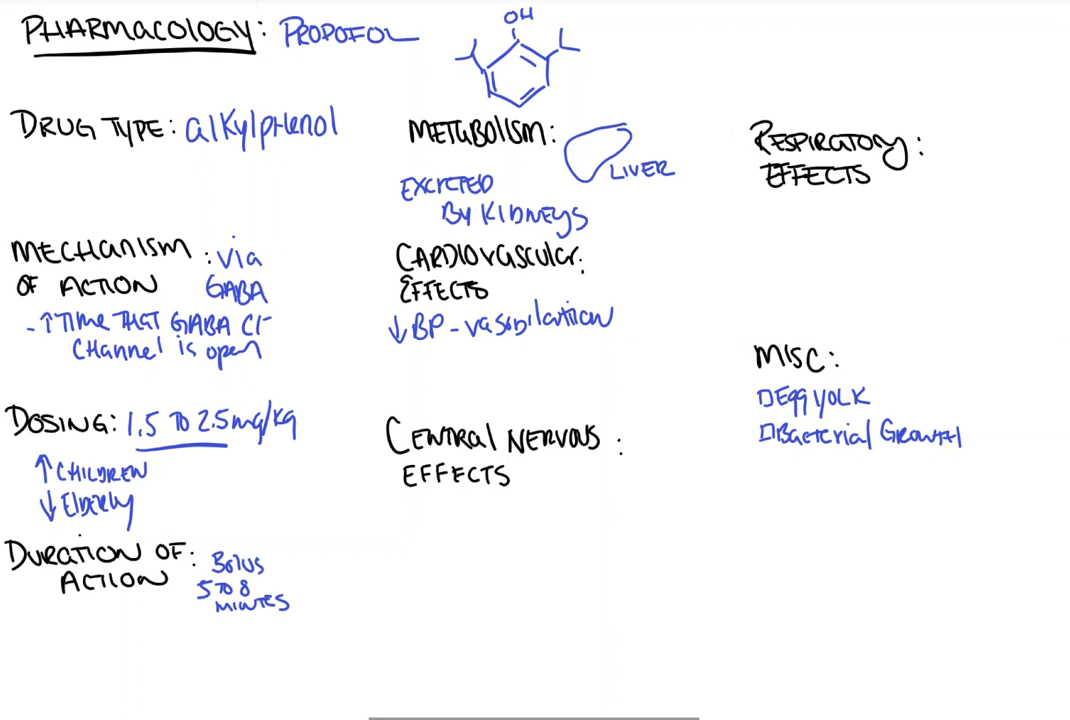 PHARMACOLOGY: PROPOFOL
OH
DRUG TYPE: alkylphenol
MECHANISM OF ACTION: via GABA
- ↑ TIME THAT GABA Cl-
CHANNEL is open
DOSING: 1.5 TO 2.5 mg/kg
↑ CHILDREN
↓ Elderly
DURATION OF ACTION: Bolus
5 TO 8
MINUTES
METABOLISM:
LIVER
EXCRETED
By KIDNEYS
CARDIOVASCULAR:
EFFECTS
↓ BP - vasodilation
CENTRAL NERVOUS:
EFFECTS
RESPIRATORY:
EFFECTS
MISC:
□ Egg YOLK
□ Bacterial GROWTH